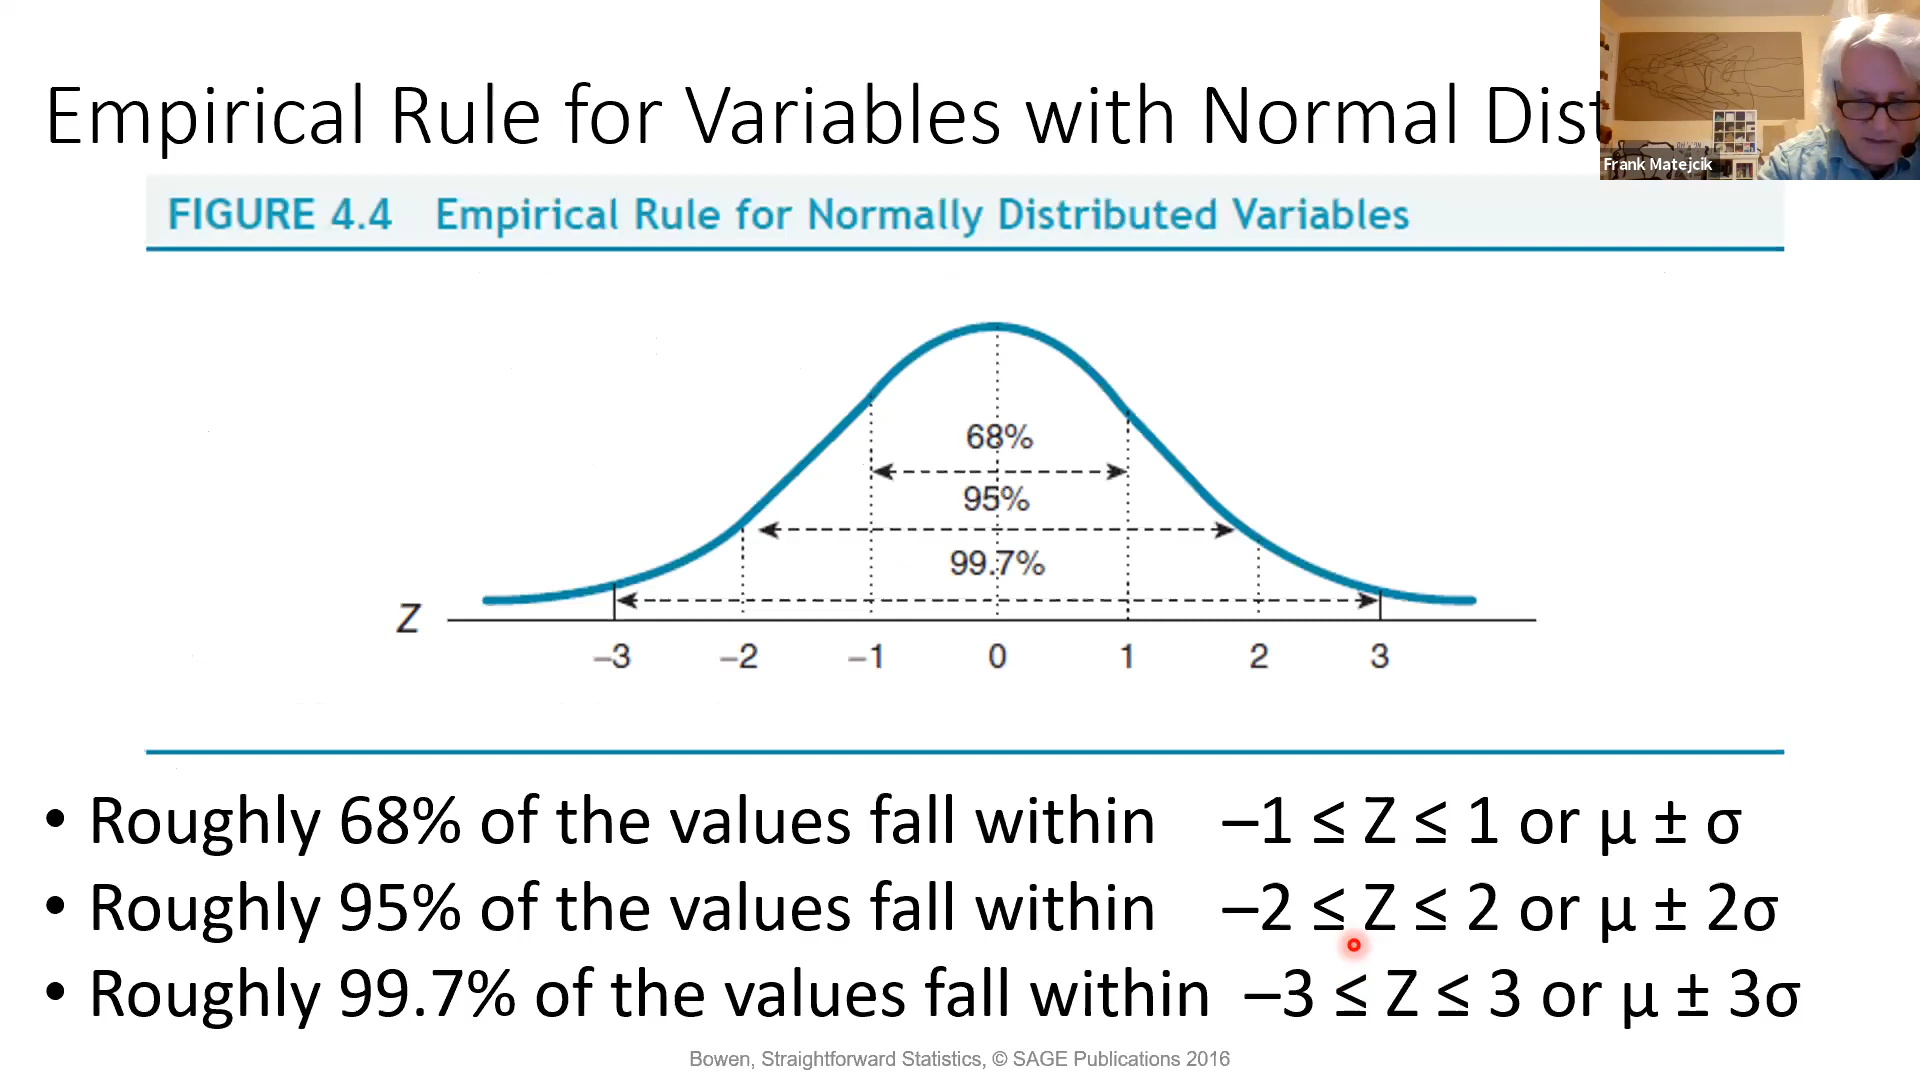 Empirical Rule for Variables with Normal Dist
Frank Matejcik
FIGURE 4.4 Empirical Rule for Normally Distributed Variables
68%
95%
99.7%
Z
–3 –2 –1 0 1 2 3
• Roughly 68% of the values fall within –1 ≤ Z ≤ 1 or μ ± σ
• Roughly 95% of the values fall within –2 ≤ Z ≤ 2 or μ ± 2σ
• Roughly 99.7% of the values fall within –3 ≤ Z ≤ 3 or μ ± 3σ
Bowen, Straightforward Statistics, © SAGE Publications 2016